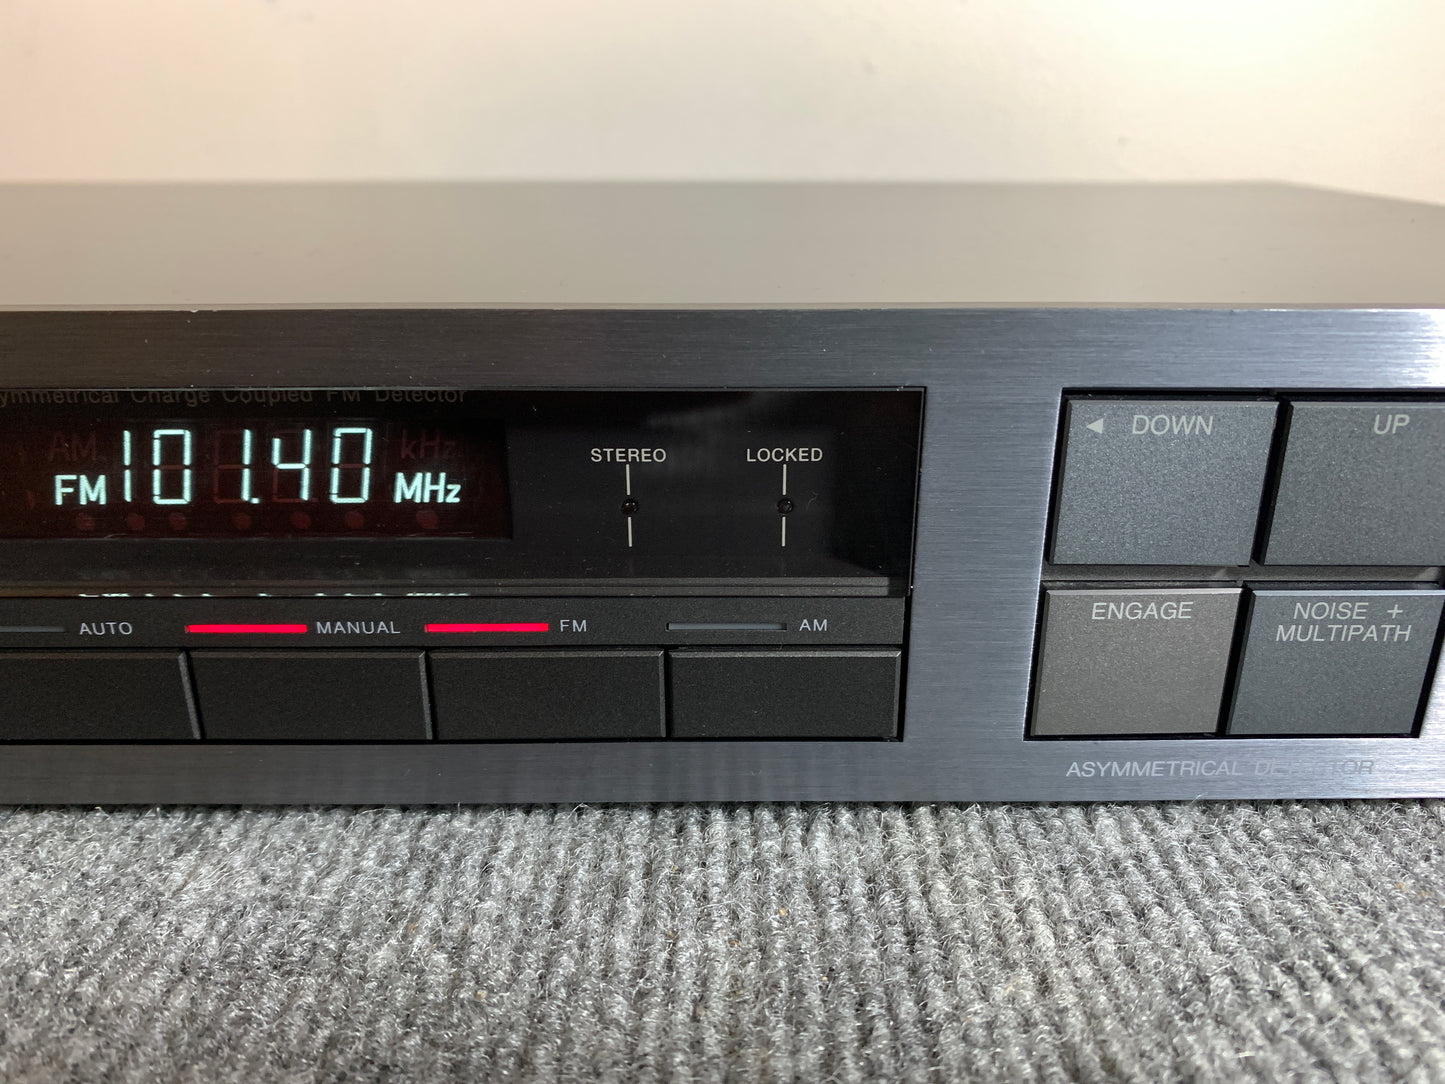 Charge Coupled FM Detector
AM kHz
FM 101.40 MHz
STEREO
LOCKED
AUTO
MANUAL
FM
AM
◀ DOWN
UP
ENGAGE
NOISE +
MULTIPATH
ASYMMETRICAL DETECTOR